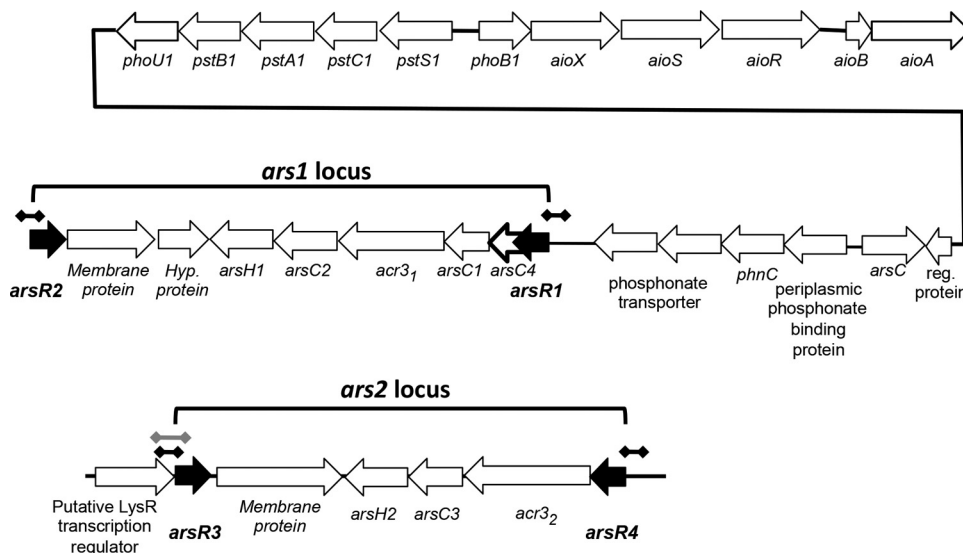 phoU1 pstB1 pstA1 pstC1 pstS1 phoB1 aioX aioS aioR aioB aioA
ars1 locus
arsR2
Membrane
protein
Hyp.
protein
arsH1
arsC2
acr3₁
arsC1
arsC4
arsR1
phosphonate
transporter
phnC
periplasmic
phosphonate
binding
protein
arsC
reg.
protein
ars2 locus
Putative LysR
transcription
regulator
arsR3
Membrane
protein
arsH2
arsC3
acr3₂
arsR4